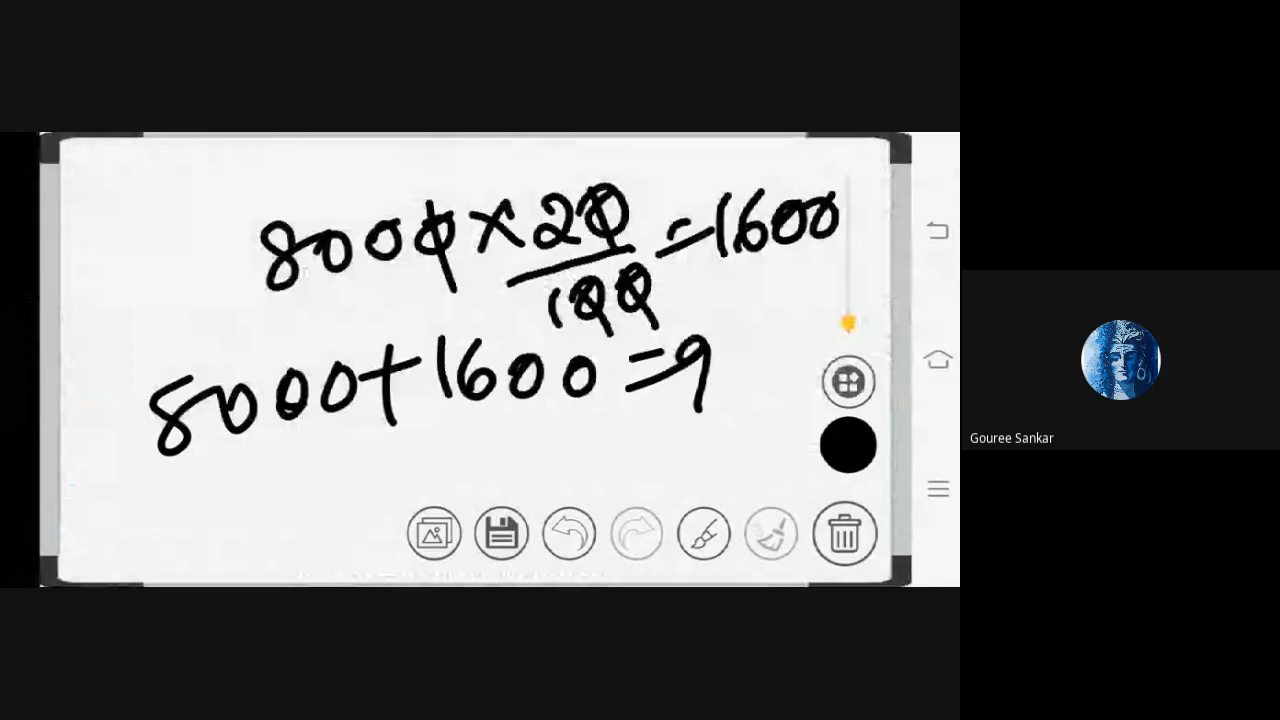 8000 × 20/100 = 1600
8000 + 1600 = 9
Gouree Sankar